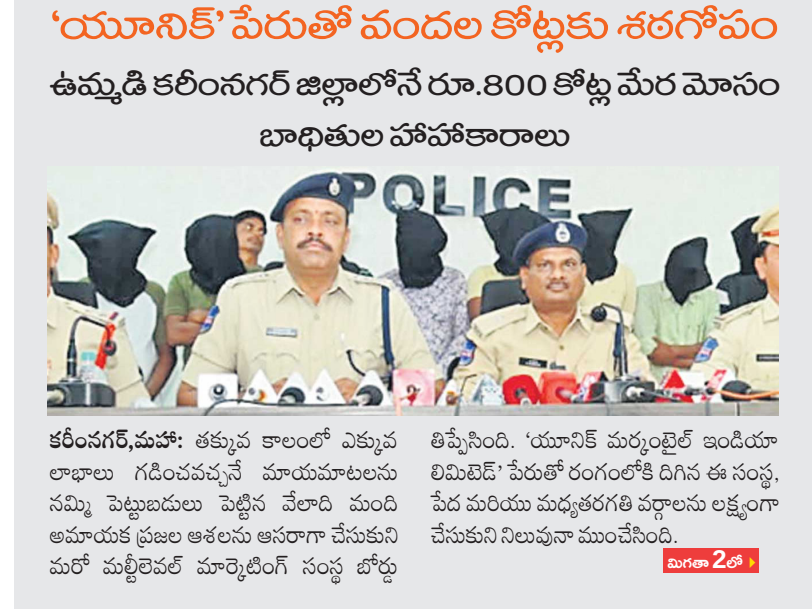 ‘యూనిక్’ పేరుతో వందల కోట్లకు శఠగోపం
ఉమ్మడి కరీంనగర్ జిల్లాలోనే రూ.800 కోట్ల మేర మోసం
బాధితుల హాహాకారాలు
POLICE
కరీంనగర్,మహా: తక్కువ కాలంలో ఎక్కువ
లాభాలు గడించవచ్చనే మాయమాటలను
నమ్మి పెట్టుబడులు పెట్టిన వేలాది మంది
అమాయక ప్రజల ఆశలను ఆసరాగా చేసుకుని
మరో మల్టీలెవల్ మార్కెటింగ్ సంస్థ బోర్డు
తిప్పేసింది. ‘యూనిక్ మర్కంటైల్ ఇండియా
లిమిటెడ్’ పేరుతో రంగంలోకి దిగిన ఈ సంస్థ,
పేద మరియు మధ్యతరగతి వర్గాలను లక్ష్యంగా
చేసుకుని నిలువునా ముంచేసింది.
మిగతా 2లో